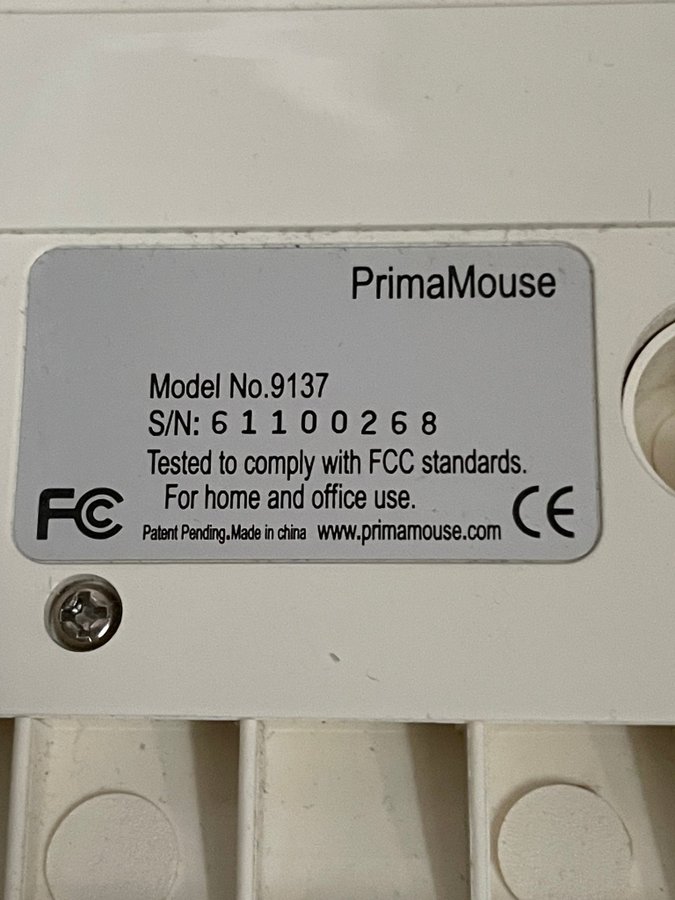 PrimaMouse
Model No.9137
S/N: 61100268
Tested to comply with FCC standards.
For home and office use.
FC CE
Patent Pending.Made in china www.primamouse.com